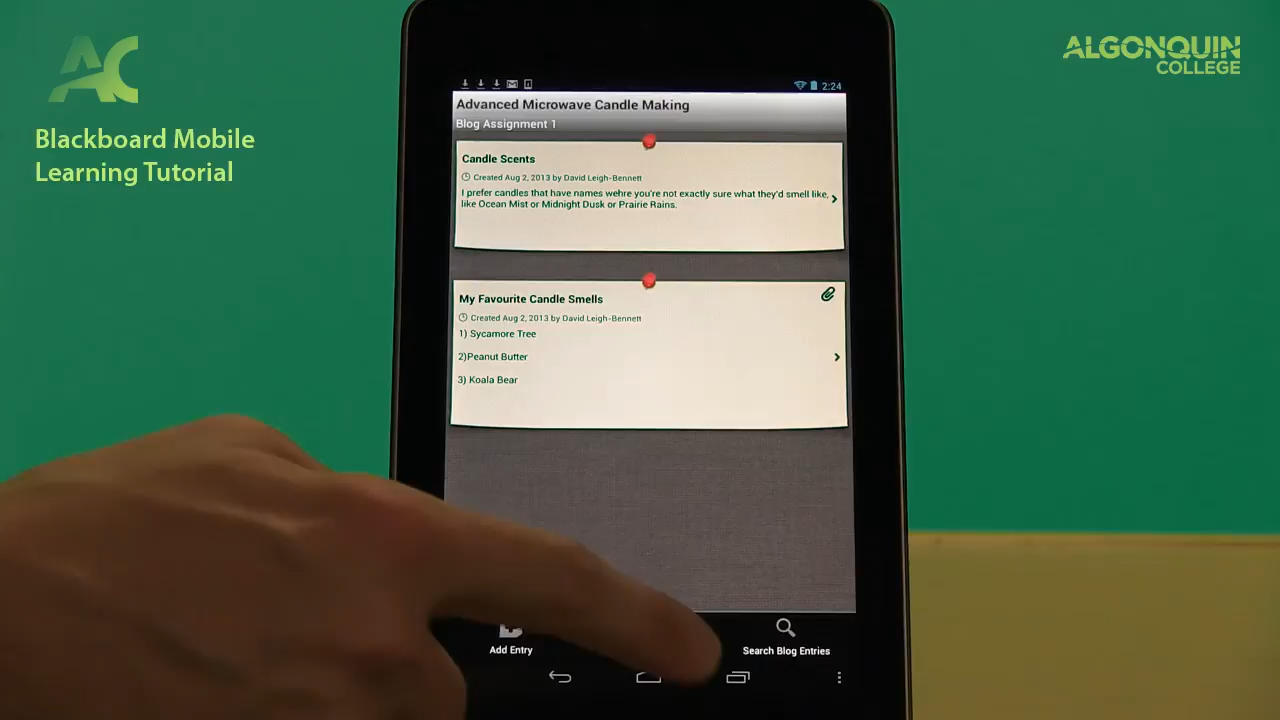 AC
ALGONQUIN
COLLEGE
Blackboard Mobile
Learning Tutorial
2:24
Advanced Microwave Candle Making
Blog Assignment 1
Candle Scents
Created Aug 2, 2013 by David Leigh-Bennett
I prefer candles that have names wehre you're not exactly sure what they'd smell like,
like Ocean Mist or Midnight Dusk or Prairie Rains.
My Favourite Candle Smells
Created Aug 2, 2013 by David Leigh-Bennett
1) Sycamore Tree
2)Peanut Butter
3) Koala Bear
Add Entry
Search Blog Entries